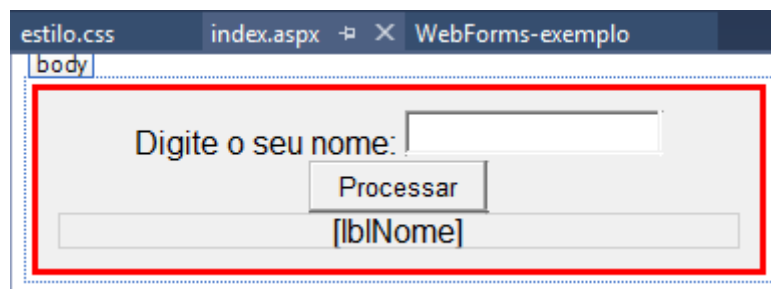 estilo.css index.aspx WebForms-exemplo
body
Digite o seu nome:
Processar
[lblNome]